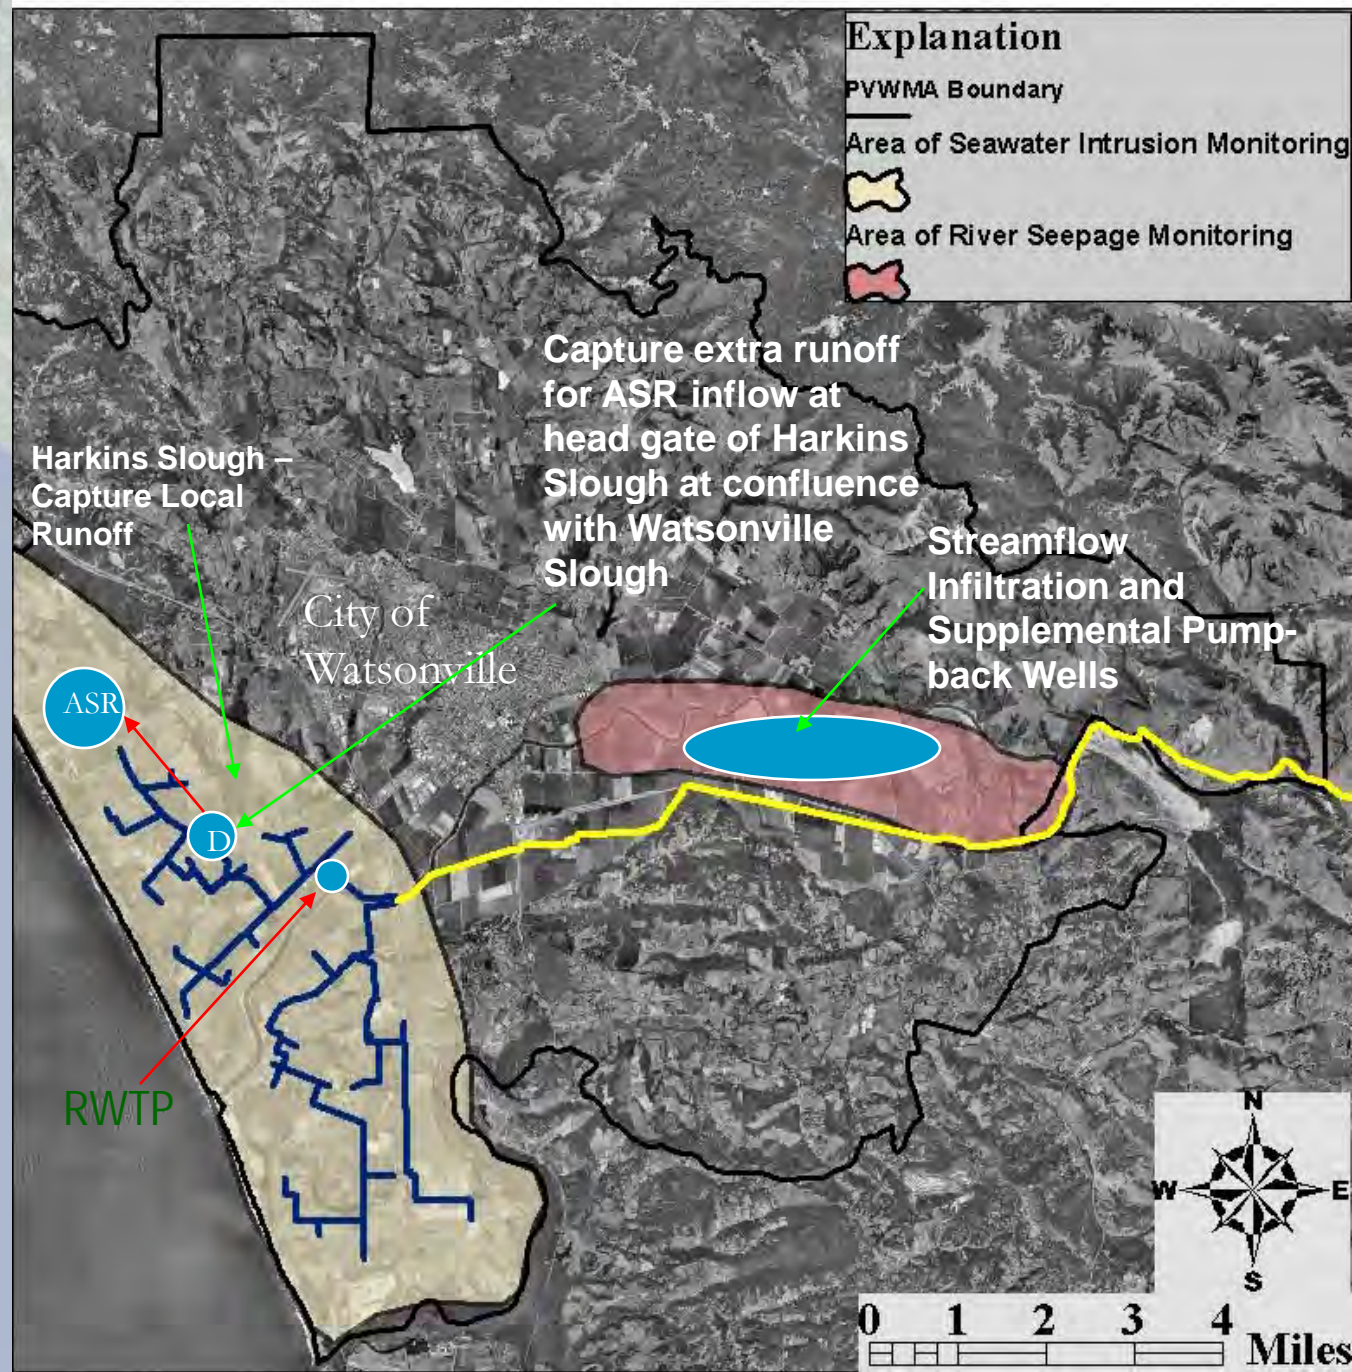 Explanation
PVWMA Boundary
Area of Seawater Intrusion Monitoring
Area of River Seepage Monitoring
Capture extra runoff
for ASR inflow at
head gate of Harkins
Slough at confluence
with Watsonville
Slough
Harkins Slough –
Capture Local
Runoff
Streamflow
Infiltration and
Supplemental Pump-
back Wells
City of
Watsonville
ASR
D
RWTP
N
W E
S
0 1 2 3 4 Miles